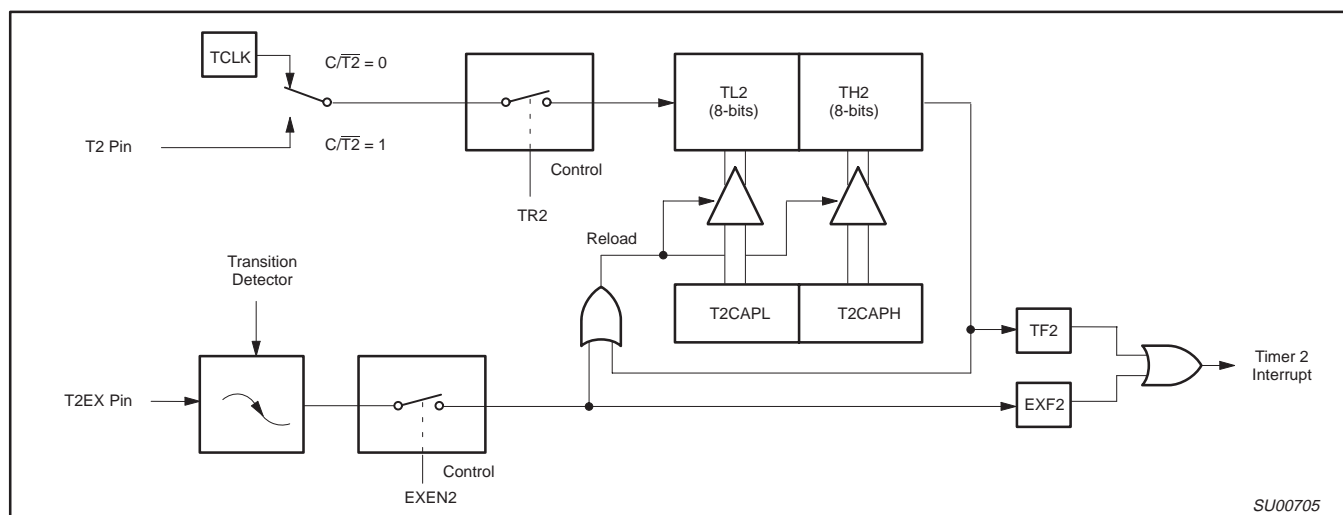 TCLK
C/T2 = 0
TL2
(8-bits)
TH2
(8-bits)
T2 Pin
C/T2 = 1
Control
TR2
Reload
Transition
Detector
T2CAPL
T2CAPH
TF2
Timer 2
Interrupt
T2EX Pin
EXF2
Control
EXEN2
SU00705